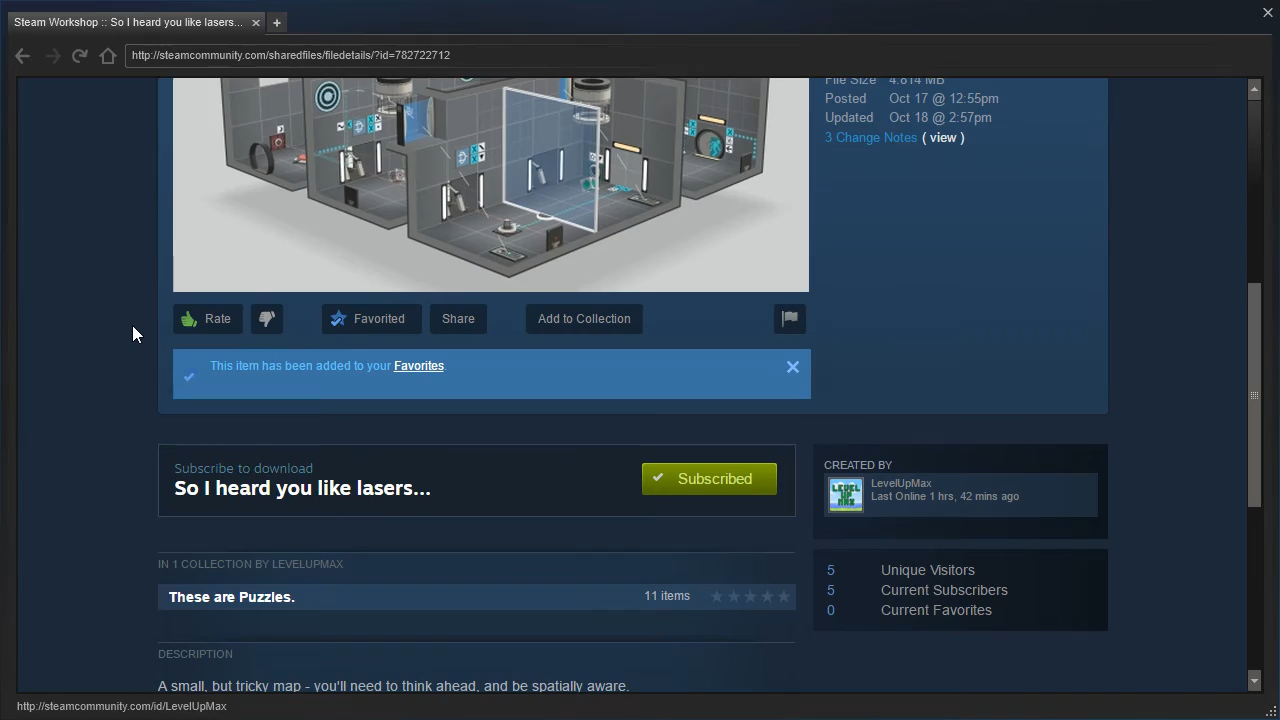 Steam Workshop :: So I heard you like lasers...
http://steamcommunity.com/sharedfiles/filedetails/?id=782722712
File Size 4.814 MB
Posted Oct 17 @ 12:55pm
Updated Oct 18 @ 2:57pm
3 Change Notes ( view )
Rate
Favorited
Share
Add to Collection
This item has been added to your Favorites.
Subscribe to download
So I heard you like lasers...
Subscribed
CREATED BY
LevelUpMax
Last Online 1 hrs, 42 mins ago
LEVEL
UP
MAX
5 Unique Visitors
5 Current Subscribers
0 Current Favorites
IN 1 COLLECTION BY LEVELUPMAX
These are Puzzles.
11 items
DESCRIPTION
A small, but tricky map - you'll need to think ahead, and be spatially aware.
http://steamcommunity.com/id/LevelUpMax